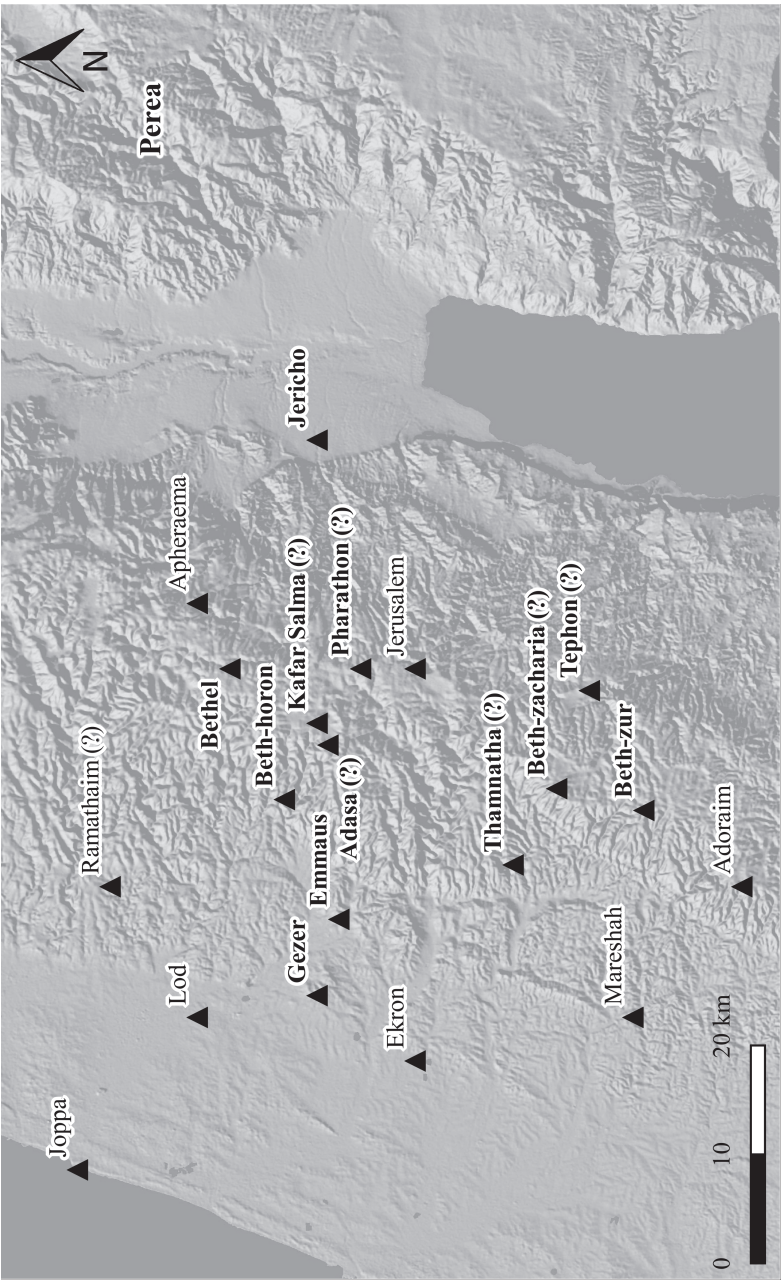 N
Perea
Joppa
Ramathaim (?)
Lod
Apheraema
Bethel
Beth-horon
Gezer
Kafar Salma (?)
Jericho
Emmaus
Adasa (?)
Pharathon (?)
Ekron
Jerusalem
Thamnatha (?)
Beth-zacharia (?)
Tephon (?)
Mareshah
Beth-zur
Adoraim
0 10 20 km